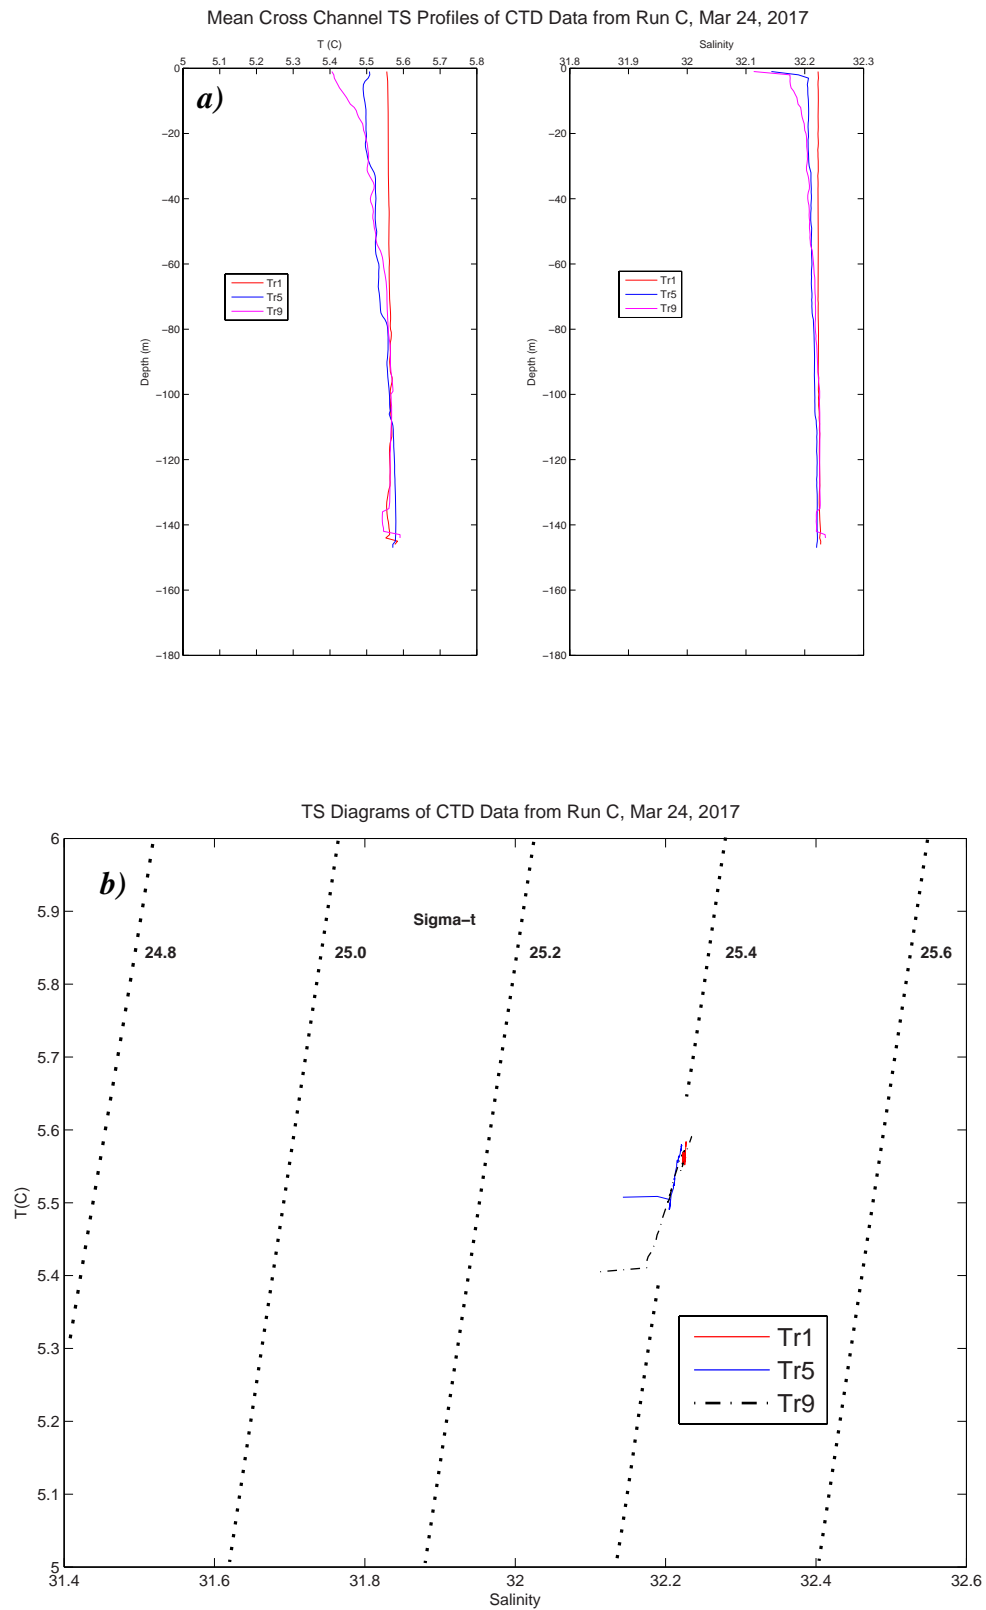 Mean Cross Channel TS Profiles of CTD Data from Run C, Mar 24, 2017
T (C)
5 5.1 5.2 5.3 5.4 5.5 5.6 5.7 5.8
a)
0
−20
−40
−60
−80
−100
−120
−140
−160
−180
Depth (m)
Tr1
Tr5
Tr9
Salinity
31.8 31.9 32 32.1 32.2 32.3
0
−20
−40
−60
−80
−100
−120
−140
−160
−180
Depth (m)
Tr1
Tr5
Tr9
TS Diagrams of CTD Data from Run C, Mar 24, 2017
b)
Sigma−t
24.8 25.0 25.2 25.4 25.6
6
5.9
5.8
5.7
5.6
5.5
5.4
5.3
5.2
5.1
5
T(C)
Tr1
Tr5
Tr9
31.4 31.6 31.8 32 32.2 32.4 32.6
Salinity